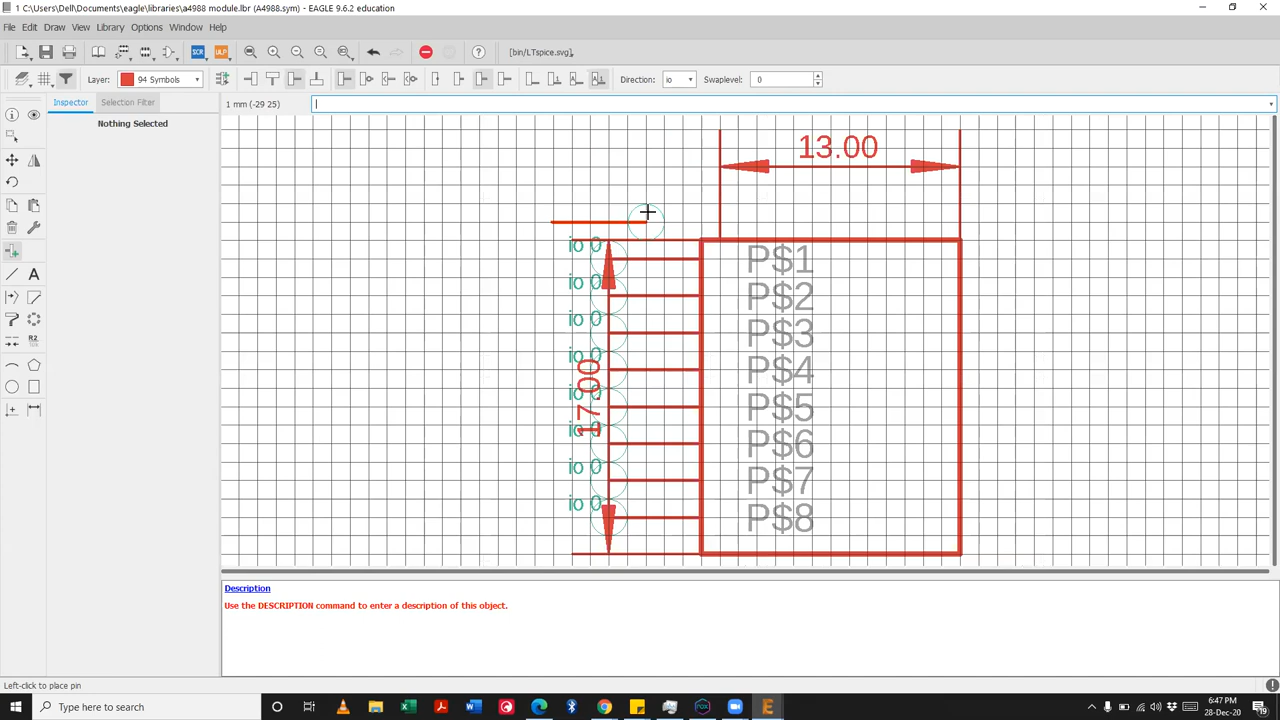 1 C:\Users\Dell\Documents\eagle\libraries\a4988 module.lbr (A4988.sym) - EAGLE 9.6.2 education
File Edit Draw View Library Options Window Help
SCR ULP [bin/LTspice.svg],
Layer: 94 Symbols Direction: io Swaplevel: 0
Inspector Selection Filter 1 mm (-29 25)
Nothing Selected
13.00
io 0 P$1
io 0 P$2
io 0 P$3
io 0 P$4
17.00
io 0 P$5
io 0 P$6
io 0 P$7
io 0 P$8
R2
Description
Use the DESCRIPTION command to enter a description of this object.
Left-click to place pin
Type here to search
6:47 PM
28-Dec-20